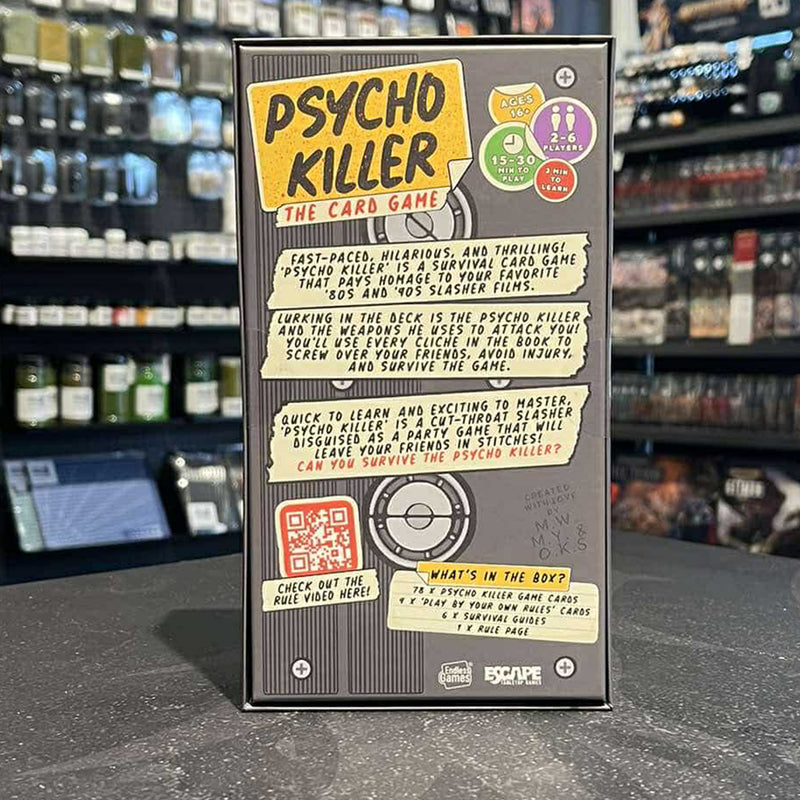 PSYCHO
KILLER
THE CARD GAME
AGES
16+
2-6
PLAYERS
15-30
MIN TO
PLAY
3 MIN
TO
LEARN
FAST-PACED, HILARIOUS, AND THRILLING!
'PSYCHO KILLER' IS A SURVIVAL CARD GAME
THAT PAYS HOMAGE TO YOUR FAVORITE
'80S AND '90S SLASHER FILMS.
LURKING IN THE DECK IS THE PSYCHO KILLER
AND THE WEAPONS HE USES TO ATTACK YOU!
YOU'LL USE EVERY CLICHE IN THE BOOK TO
SCREW OVER YOUR FRIENDS, AVOID INJURY,
AND SURVIVE THE GAME.
QUICK TO LEARN AND EXCITING TO MASTER,
'PSYCHO KILLER' IS A CUT-THROAT SLASHER
DISGUISED AS A PARTY GAME THAT WILL
LEAVE YOUR FRIENDS IN STITCHES!
CAN YOU SURVIVE THE PSYCHO KILLER?
CREATED
WITH LOVE
BY
M.W.
M.Y. &
O.K.S
CHECK OUT THE
RULE VIDEO HERE!
WHAT'S IN THE BOX?
78 X PSYCHO KILLER GAME CARDS
4 X 'PLAY BY YOUR OWN RULES' CARDS
6 X SURVIVAL GUIDES
1 X RULE PAGE
Endless
Games
ESCAPE
TABLETOP GAMES